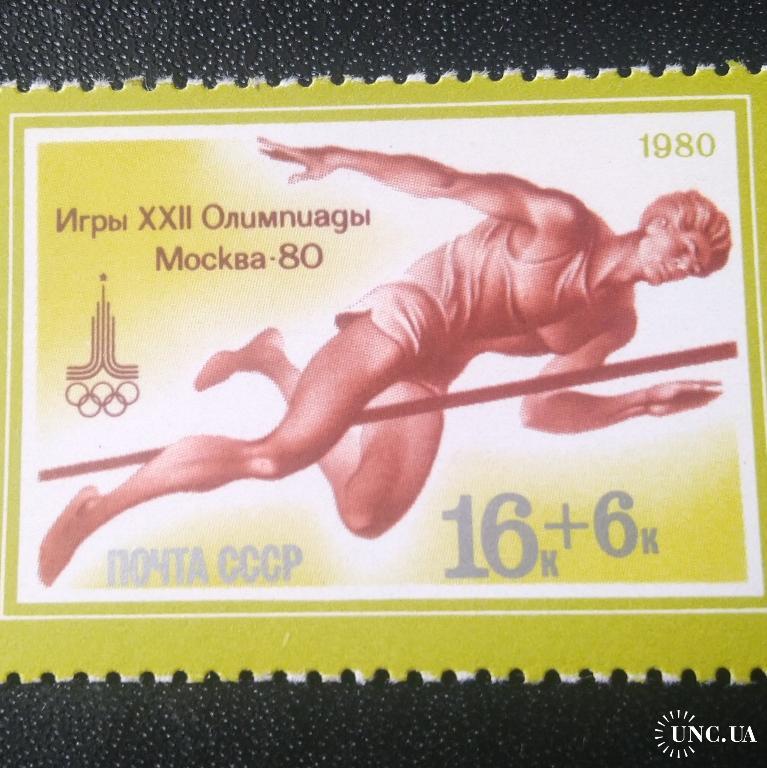 1980
Игры XXII Олимпиады
Москва·80
ПОЧТА СССР
16к+6к
UNC.UA